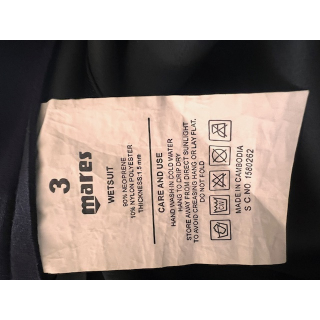 3
mares
WETSUIT
90% NEOPRENE
10% NYLON POLYESTER
THICKNESS:1.5 mm
CARE AND USE
HAND WASH IN COLD WATER
HANG TO DRIP DRY
STORE AWAY FROM DIRECT SUNLIGHT
TO AVOID CREASING HANG OR LAY FLAT,
DO NOT FOLD
MADE IN CAMBODIA
S C NO. 1560262